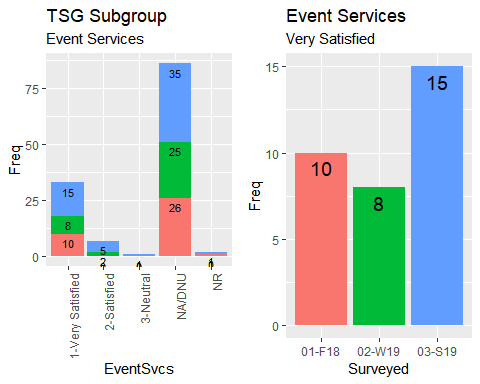 TSG Subgroup
Event Services
Freq
75
50
25
0
35
25
26
15
8
10
5
2
1
1
1-Very Satisfied
2-Satisfied
3-Neutral
NA/DNU
NR
EventSvcs
Event Services
Very Satisfied
Freq
15
10
5
0
10
8
15
01-F18
02-W19
03-S19
Surveyed